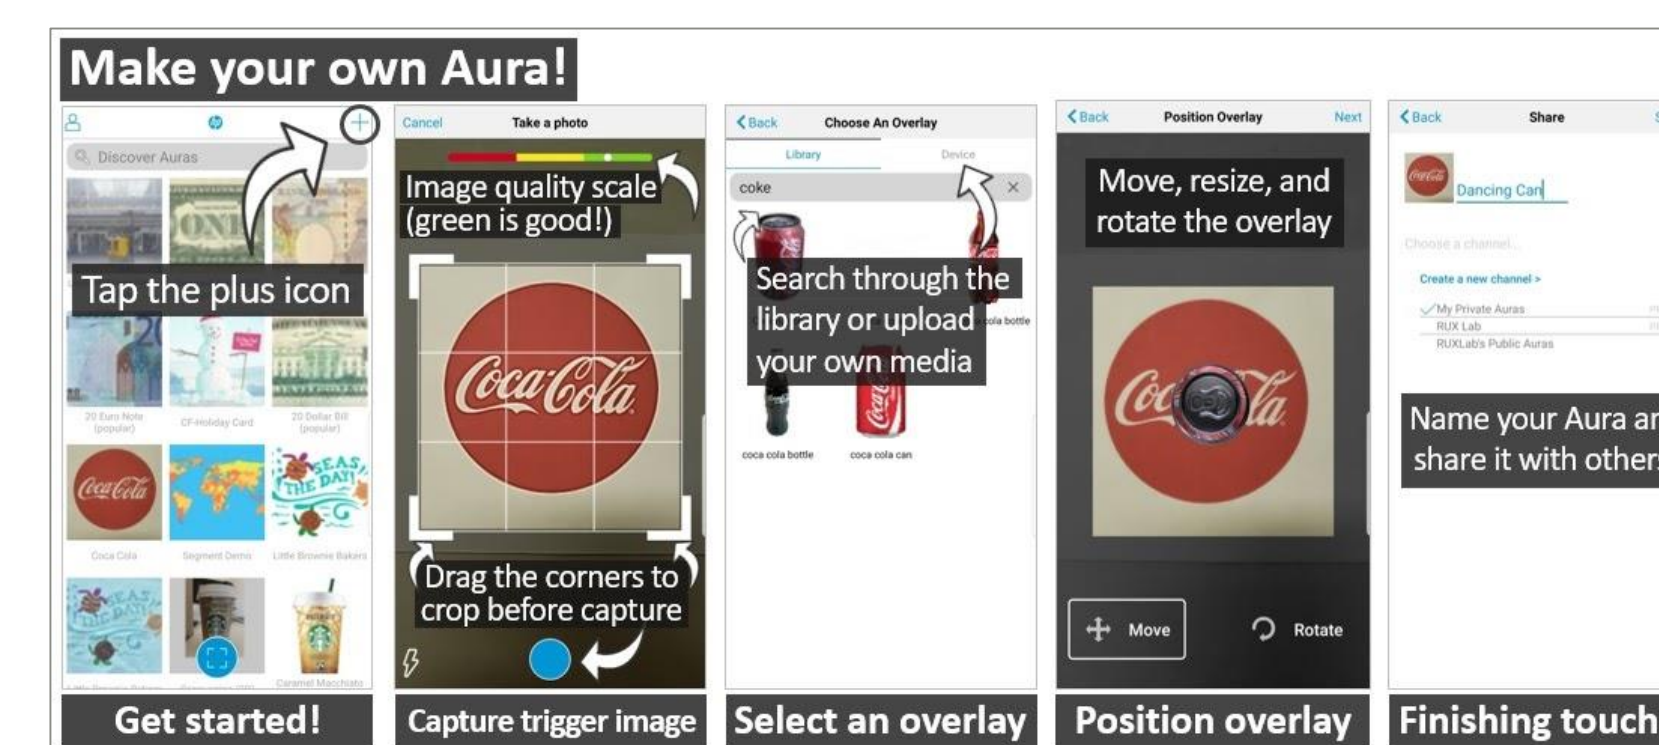 Make your own Aura!
Discover Auras
Tap the plus icon
20 Euro Note
(popular)
CF-Holiday Card
20 Dollar Bill
(popular)
Coca Cola
Segment Demo
Little Brownie Bakers
Caramel Macchiato
Get started!
Cancel
Take a photo
Image quality scale
(green is good!)
Coca-Cola
Drag the corners to
crop before capture
Capture trigger image
Back
Choose An Overlay
Library
Device
coke
Search through the
library or upload
your own media
cola bottle
coca cola bottle
coca cola can
Select an overlay
Back
Position Overlay
Next
Move, resize, and
rotate the overlay
Move
Rotate
Position overlay
Back
Share
Dancing Can
Choose a channel...
Create a new channel >
My Private Auras
RUX Lab
RUXLab's Public Auras
Name your Aura an
share it with others
Finishing touch